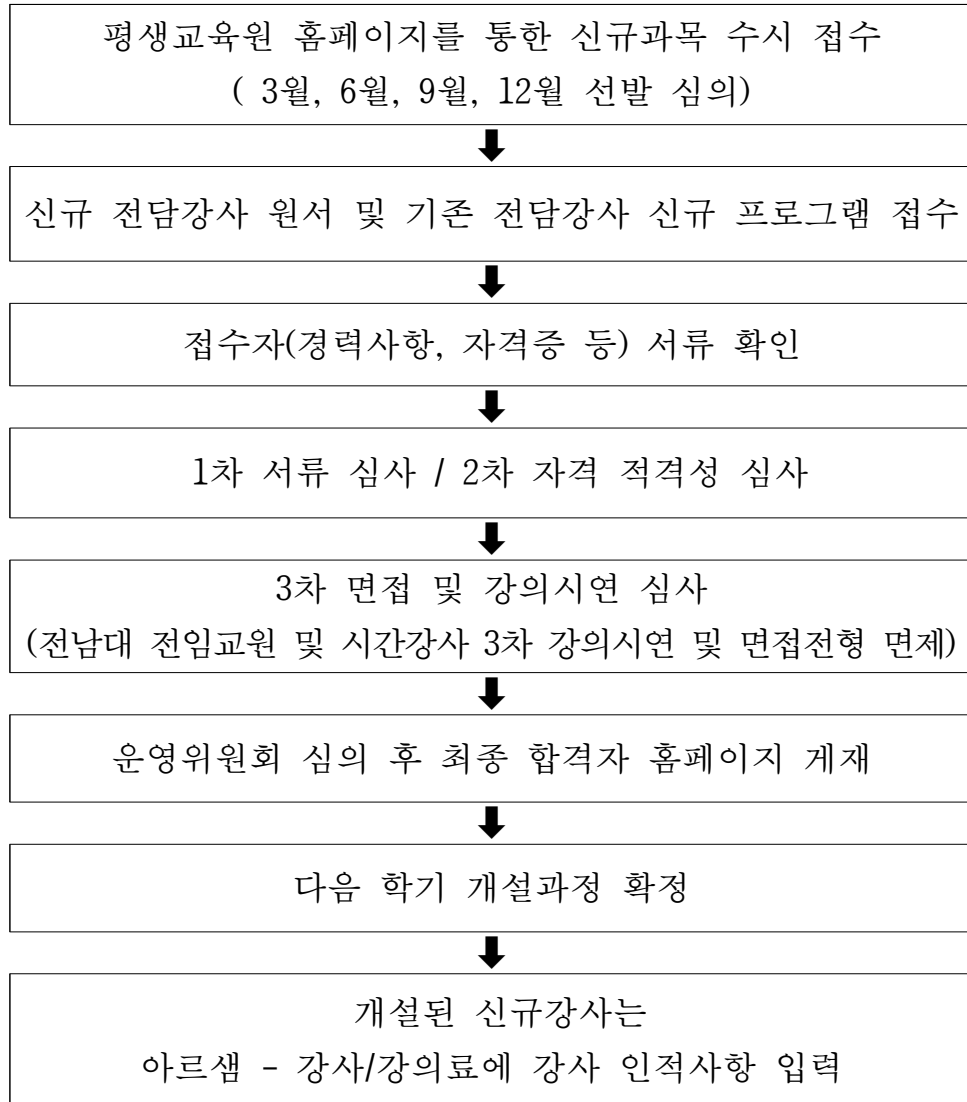 평생교육원 홈페이지를 통한 신규과목 수시 접수
( 3월, 6월, 9월, 12월 선발 심의)
신규 전담강사 원서 및 기존 전담강사 신규 프로그램 접수
접수자(경력사항, 자격증 등) 서류 확인
1차 서류 심사 / 2차 자격 적격성 심사
3차 면접 및 강의시연 심사
(전남대 전임교원 및 시간강사 3차 강의시연 및 면접전형 면제)
운영위원회 심의 후 최종 합격자 홈페이지 게재
다음 학기 개설과정 확정
개설된 신규강사는
아르샘 - 강사/강의료에 강사 인적사항 입력